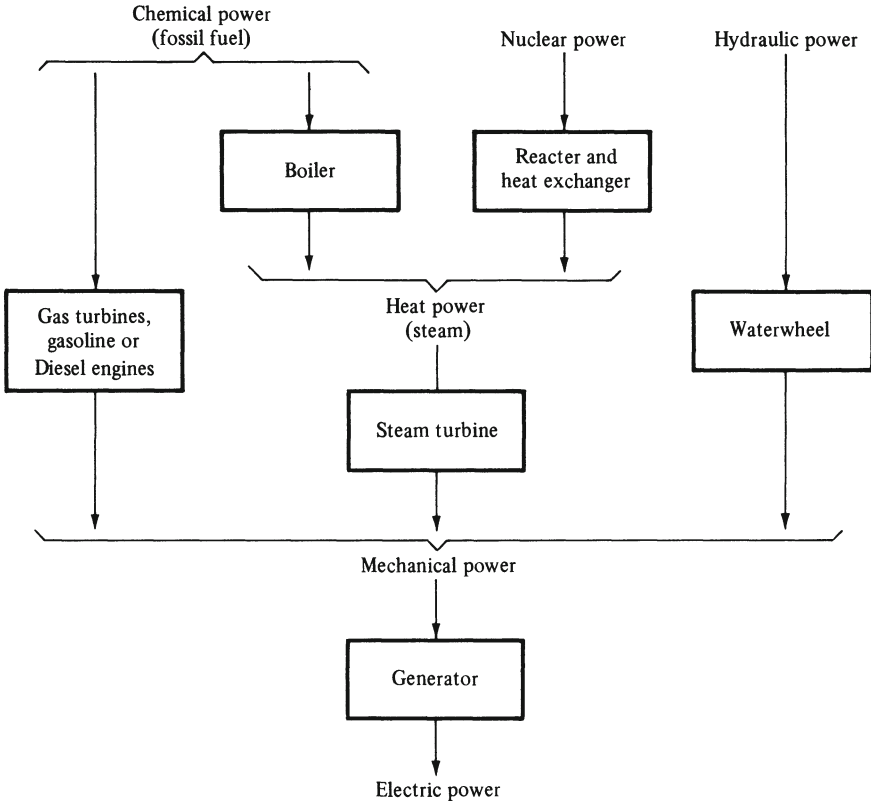 Chemical power
(fossil fuel)
Nuclear power
Hydraulic power
Boiler
Reacter and
heat exchanger
Heat power
(steam)
Gas turbines,
gasoline or
Diesel engines
Waterwheel
Steam turbine
Mechanical power
Generator
Electric power